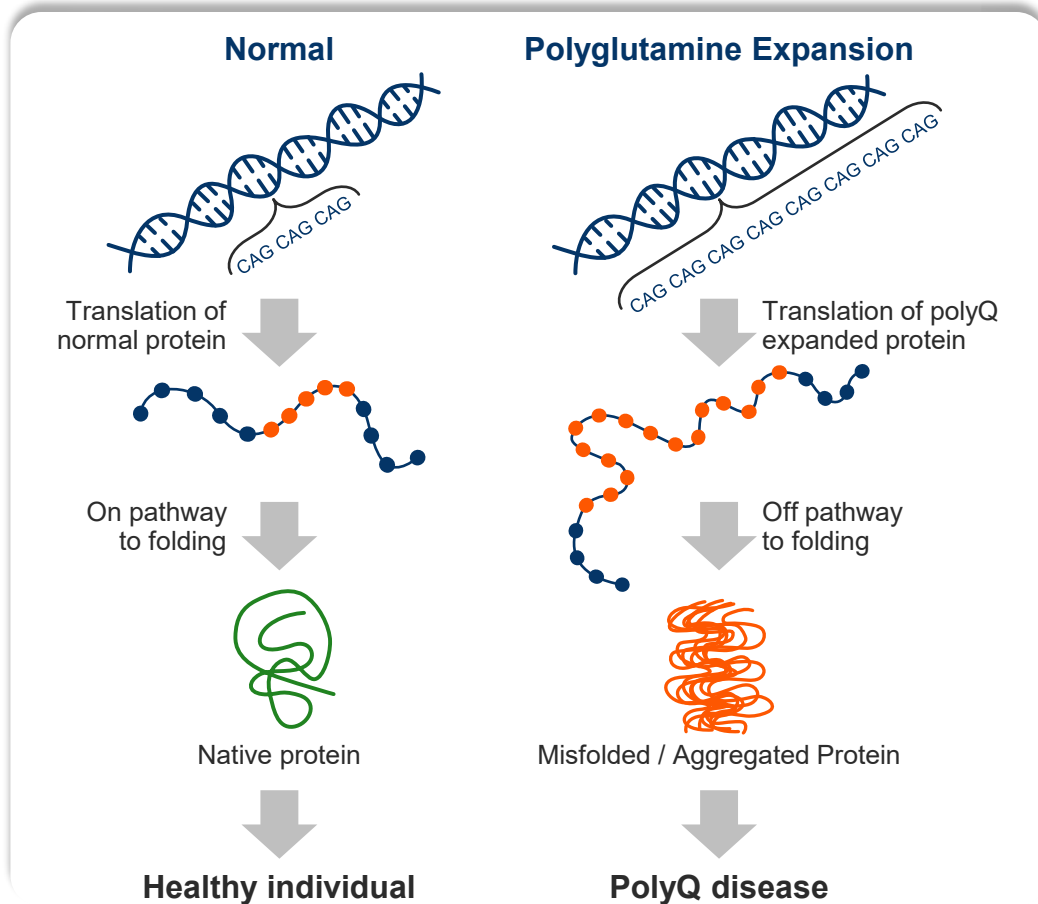 Normal
CAG CAG CAG
Translation of
normal protein
On pathway
to folding
Native protein
Healthy individual
Polyglutamine Expansion
CAG CAG CAG CAG CAG CAG CAG CAG
Translation of polyQ
expanded protein
Off pathway
to folding
Misfolded / Aggregated Protein
PolyQ disease